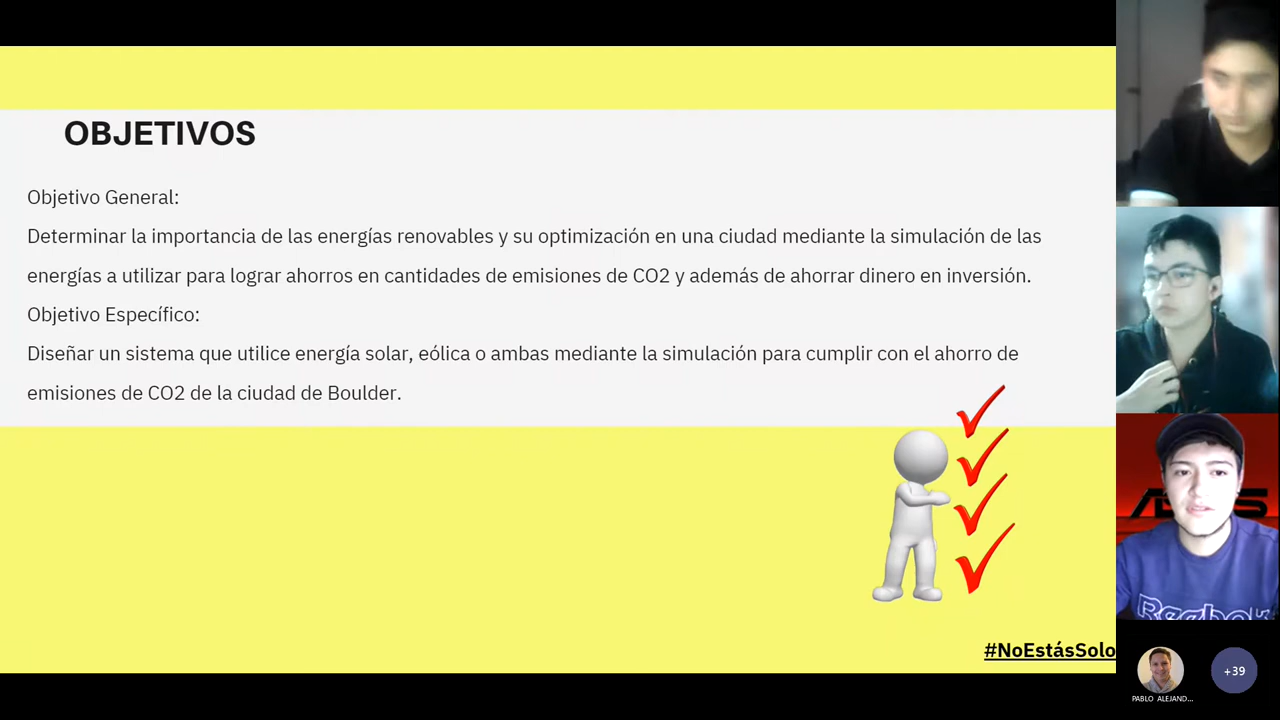 OBJETIVOS
Objetivo General:
Determinar la importancia de las energías renovables y su optimización en una ciudad mediante la simulación de las
energías a utilizar para lograr ahorros en cantidades de emisiones de CO2 y además de ahorrar dinero en inversión.
Objetivo Específico:
Diseñar un sistema que utilice energía solar, eólica o ambas mediante la simulación para cumplir con el ahorro de
emisiones de CO2 de la ciudad de Boulder.
#NoEstásSolo
Reebok
PABLO ALEJAND...
+39